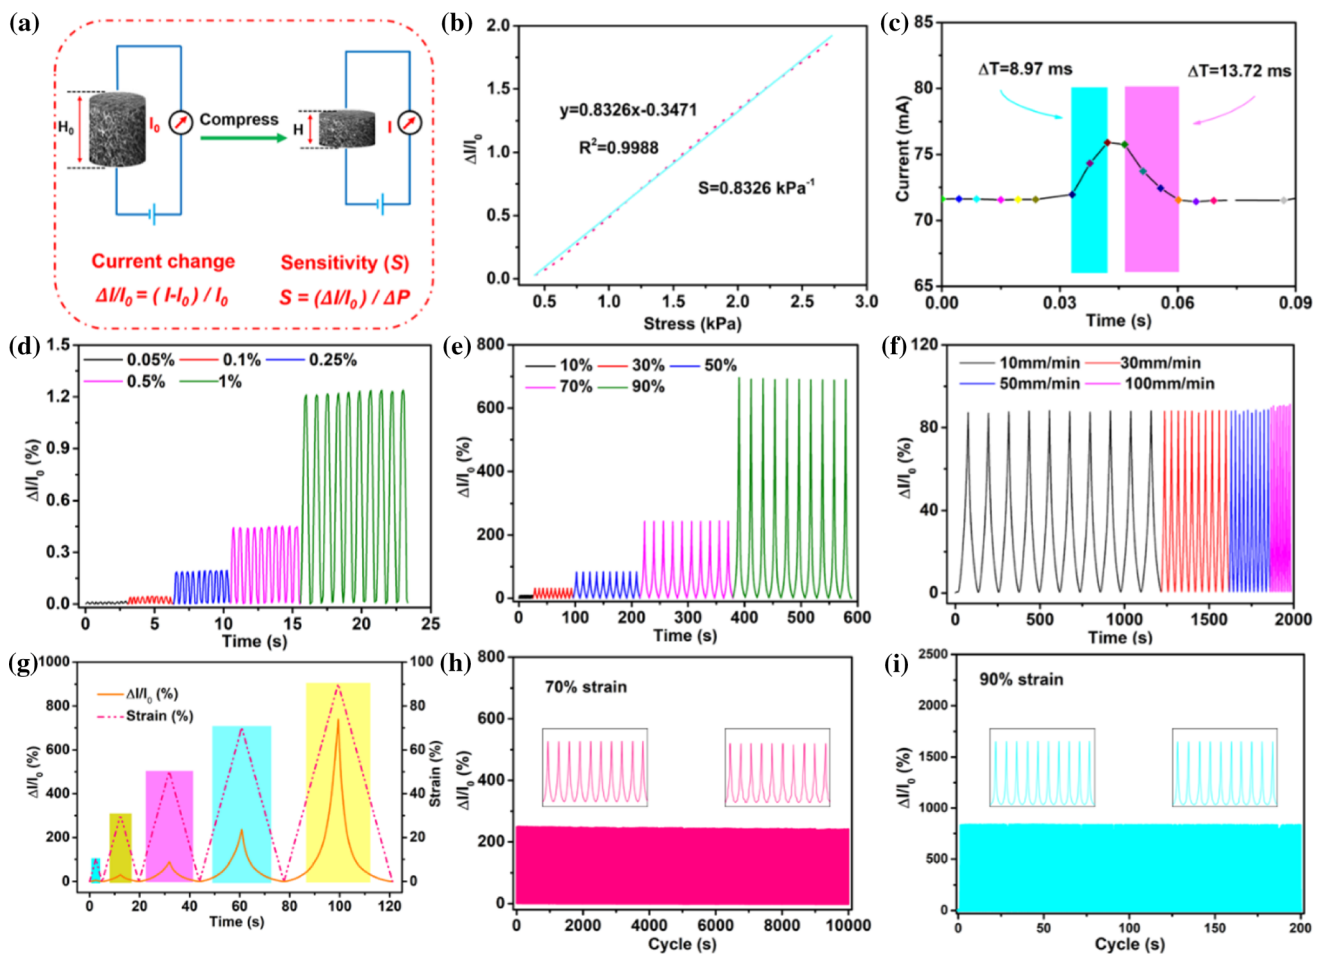 (a)
H₀
I₀
Compress
H
I
Current change
ΔI/I₀ = ( I-I₀ ) / I₀
Sensitivity (S)
S = (ΔI/I₀ ) / ΔP
(b)
2.0
1.5
1.0
0.5
0.0
ΔI/I₀
y=0.8326x-0.3471
R²=0.9988
S=0.8326 kPa⁻¹
0.5 1.0 1.5 2.0 2.5 3.0
Stress (kPa)
(c)
85
80
75
70
65
Current (mA)
ΔT=8.97 ms
ΔT=13.72 ms
0.00 0.03 0.06 0.09
Time (s)
(d)
1.5
1.2
0.9
0.6
0.3
0.0
ΔI/I₀ (%)
0.05% 0.1% 0.25%
0.5% 1%
0 5 10 15 20 25
Time (s)
(e)
800
600
400
200
0
ΔI/I₀ (%)
10% 30% 50%
70% 90%
0 100 200 300 400 500 600
Time (s)
(f)
120
80
40
0
ΔI/I₀ (%)
10mm/min 30mm/min
50mm/min 100mm/min
0 500 1000 1500 2000
Time (s)
(g)
1000
800
600
400
200
0
ΔI/I₀ (%)
ΔI/I₀ (%)
Strain (%)
100
80
60
40
20
0
Strain (%)
0 20 40 60 80 100 120
Time (s)
(h)
800
600
400
200
0
ΔI/I₀ (%)
70% strain
0 2000 4000 6000 8000 10000
Cycle (s)
(i)
2500
2000
1500
1000
500
0
ΔI/I₀ (%)
90% strain
0 50 100 150 200
Cycle (s)